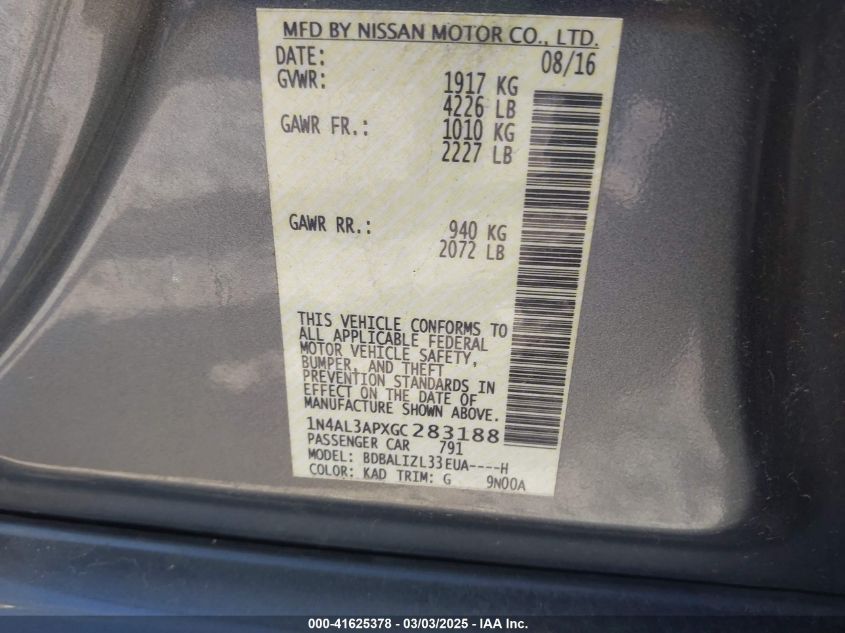 MFD BY NISSAN MOTOR CO., LTD.
DATE: 08/16
GVWR: 1917 KG
4226 LB
GAWR FR.: 1010 KG
2227 LB
GAWR RR.: 940 KG
2072 LB
THIS VEHICLE CONFORMS TO
ALL APPLICABLE FEDERAL
MOTOR VEHICLE SAFETY,
BUMPER, AND THEFT
PREVENTION STANDARDS IN
EFFECT ON THE DATE OF
MANUFACTURE SHOWN ABOVE.
1N4AL3APXGC283188
PASSENGER CAR 791
MODEL: BDBALIZL33EUA----H
COLOR: KAD TRIM: G 9N00A
000-41625378 - 03/03/2025 - IAA Inc.